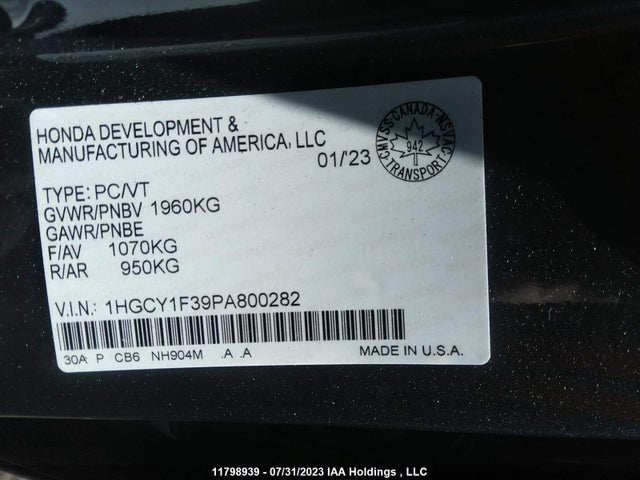 HONDA DEVELOPMENT &
MANUFACTURING OF AMERICA, LLC
01/'23
CMVSS-CANADA-NSVAC
942
TRANSPORT
TYPE: PC/VT
GVWR/PNBV 1960KG
GAWR/PNBE
F/AV 1070KG
R/AR 950KG
V.I.N.: 1HGCY1F39PA800282
30A P CB6 NH904M .A .A
MADE IN U.S.A.
11798939 - 07/31/2023 IAA Holdings , LLC